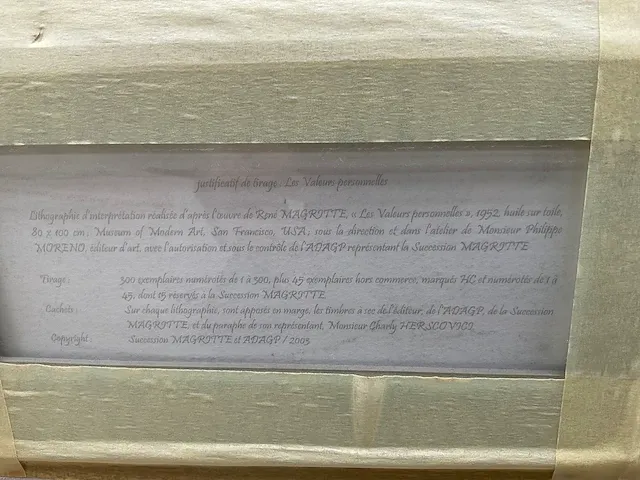 justificatif de tirage : Les Valeurs personnelles
Lithographie d'interprétation réalisée d'après l'œuvre de René MAGRITTE, « Les Valeurs personnelles », 1952, huile sur toile,
80 x 100 cm, Museum of Modern Art, San Francisco, USA, sous la direction et dans l'atelier de Monsieur Philippe
MORENO, éditeur d'art, avec l'autorisation et sous le contrôle de l'ADAGP représentant la Succession MAGRITTE
Tirage : 300 exemplaires numérotés de 1 à 300, plus 45 exemplaires hors commerce, marqués HC et numérotés de 1 à
45, dont 15 réservés à la Succession MAGRITTE
Cachets : Sur chaque lithographie, sont apposés en marge, les timbres à sec de l'éditeur, de l'ADAGP, de la Succession
MAGRITTE, et du paraphe de son représentant, Monsieur Charly HERSCOVICI
Copyright : Succession MAGRITTE et ADAGP / 2003